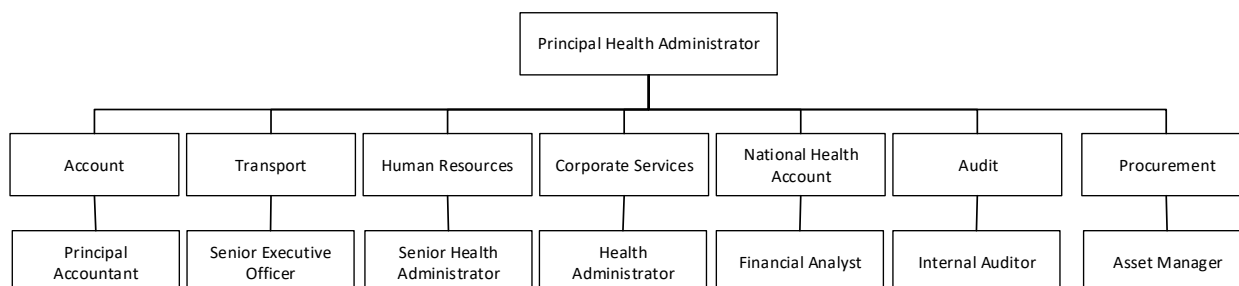 Principal Health Administrator
Account
Transport
Human Resources
Corporate Services
National Health
Account
Audit
Procurement
Principal
Accountant
Senior Executive
Officer
Senior Health
Administrator
Health
Administrator
Financial Analyst
Internal Auditor
Asset Manager